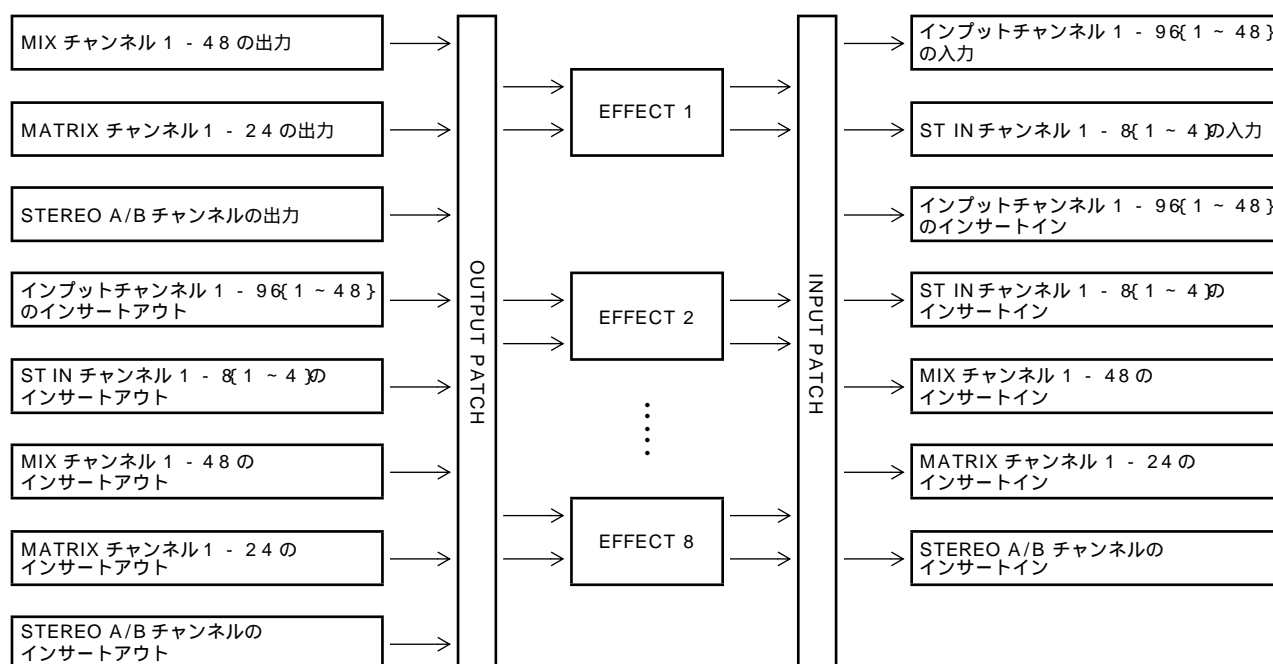 MIX チャンネル 1 - 48 の出力
MATRIX チャンネル 1 - 24 の出力
STEREO A/B チャンネルの出力
インプットチャンネル 1 - 96{ 1 ~ 48 }
のインサートアウト
ST IN チャンネル 1 - 8{ 1 ~ 4 }の
インサートアウト
MIX チャンネル 1 - 48 の
インサートアウト
MATRIX チャンネル 1 - 24 の
インサートアウト
STEREO A/B チャンネルの
インサートアウト
OUTPUT PATCH
EFFECT 1
EFFECT 2
EFFECT 8
INPUT PATCH
インプットチャンネル 1 - 96{ 1 ~ 48 }
の入力
ST IN チャンネル 1 - 8{ 1 ~ 4 }の入力
インプットチャンネル 1 - 96{ 1 ~ 48 }
のインサートイン
ST IN チャンネル 1 - 8{ 1 ~ 4 }の
インサートイン
MIX チャンネル 1 - 48 の
インサートイン
MATRIX チャンネル 1 - 24 の
インサートイン
STEREO A/B チャンネルの
インサートイン